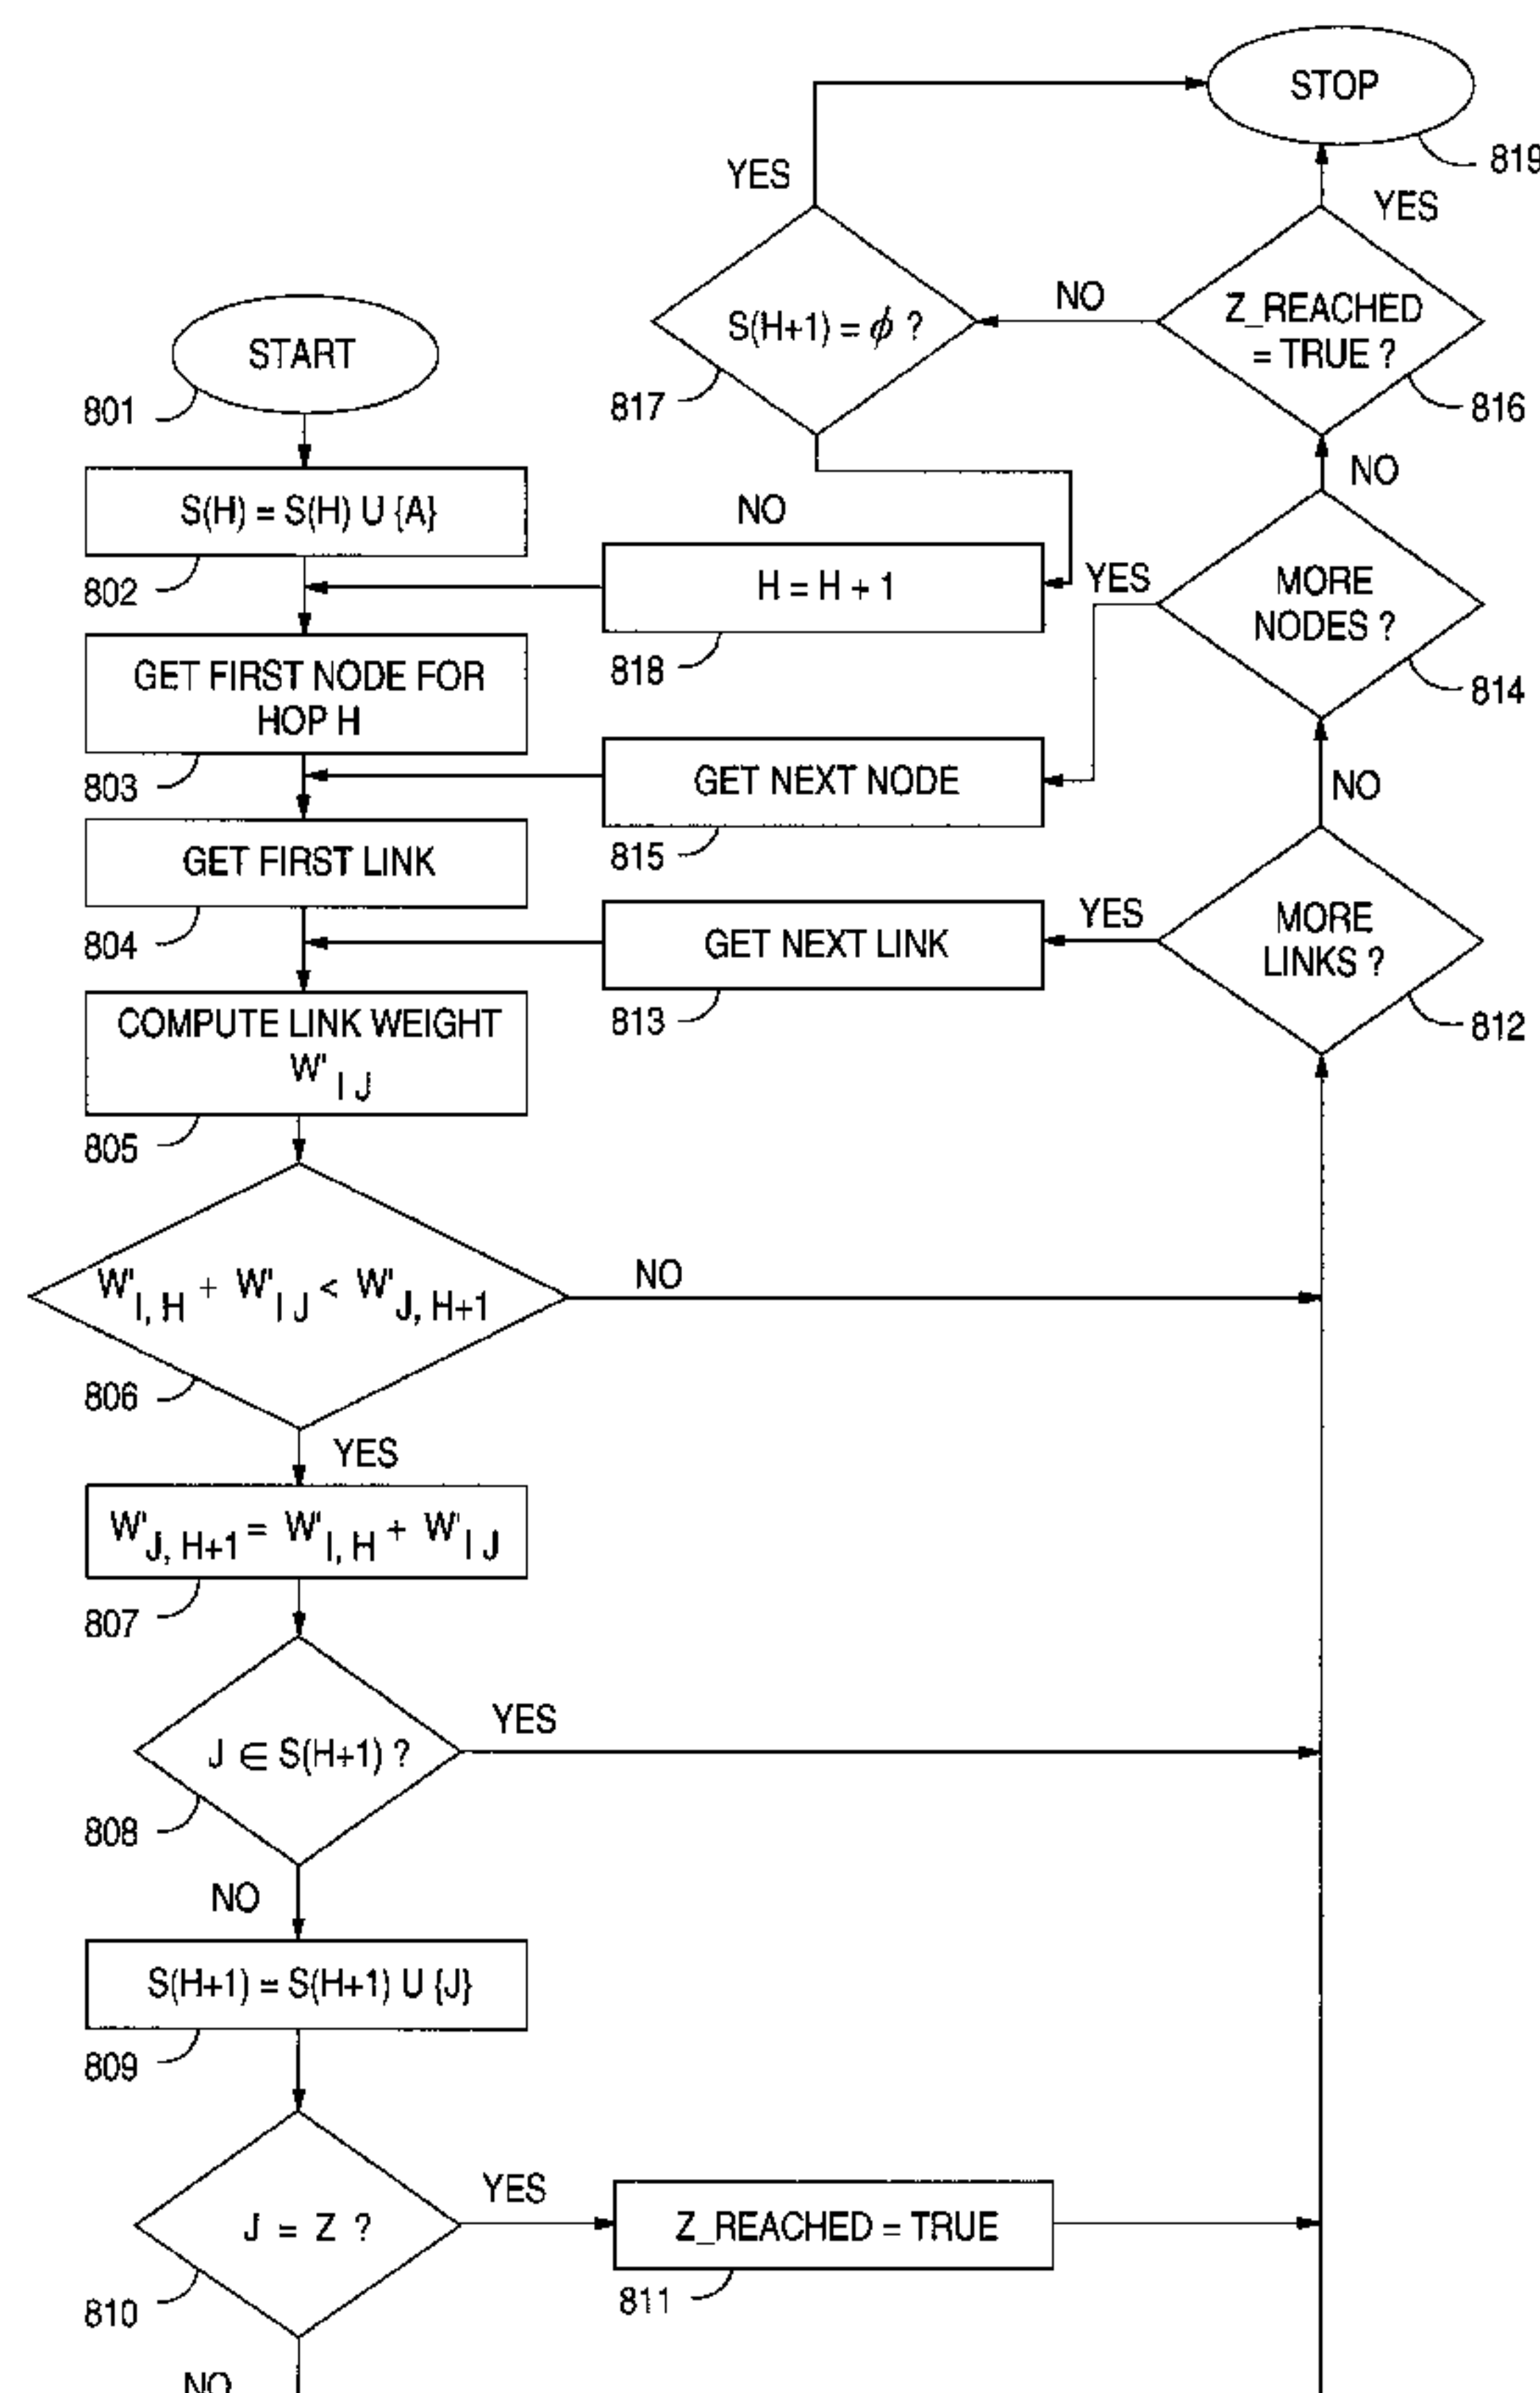 STOP
819
YES
YES
Z_REACHED
= TRUE ?
NO
S(H+1) = ϕ ?
817
816
START
801
NO
S(H) = S(H) U {A}
802
NO
H = H + 1
818
YES
MORE
NODES ?
814
GET FIRST NODE FOR
HOP H
803
GET NEXT NODE
815
NO
GET FIRST LINK
804
GET NEXT LINK
813
YES
MORE
LINKS ?
812
COMPUTE LINK WEIGHT
W' I J
805
W' I, H + W' I J < W' J, H+1
NO
806
YES
W' J, H+1 = W' I, H + W' I J
807
J ∈ S(H+1) ?
YES
808
NO
S(H+1) = S(H+1) U {J}
809
J = Z ?
YES
Z_REACHED = TRUE
811
810
NO